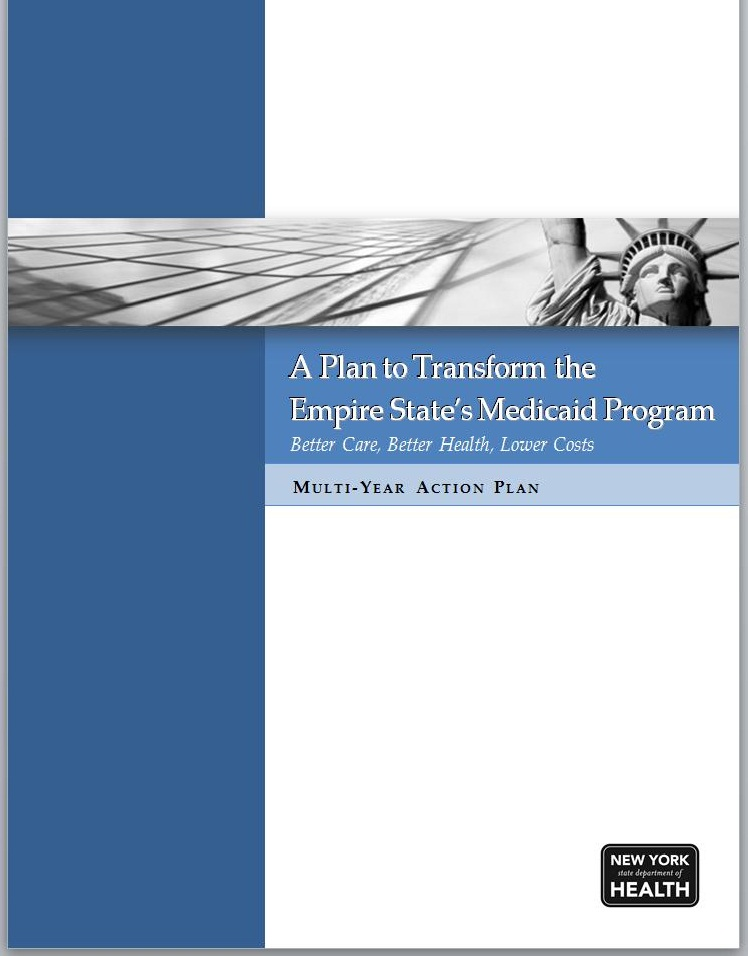 A Plan to Transform the
Empire State's Medicaid Program
Better Care, Better Health, Lower Costs
MULTI-YEAR ACTION PLAN
NEW YORK
state department of
HEALTH